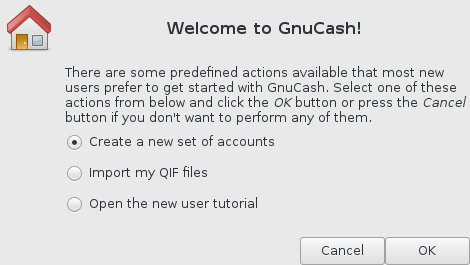 Welcome to GnuCash!
There are some predefined actions available that most new
users prefer to get started with GnuCash. Select one of these
actions from below and click the OK button or press the Cancel
button if you don't want to perform any of them.
Create a new set of accounts
Import my QIF files
Open the new user tutorial
Cancel
OK